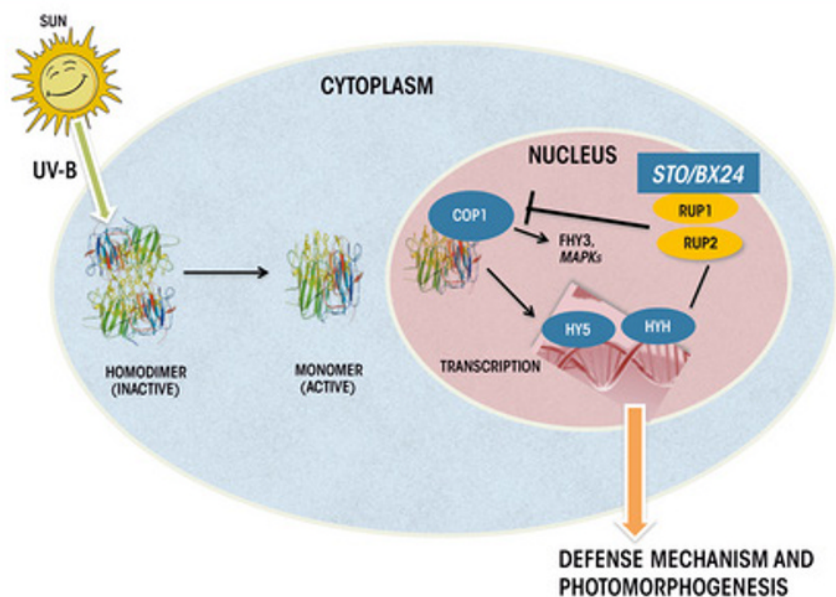 SUN
CYTOPLASM
UV-B
NUCLEUS
STO/BX24
COP1
RUP1
RUP2
FHY3,
MAPKs
HY5
HYH
TRANSCRIPTION
HOMODIMER
(INACTIVE)
MONOMER
(ACTIVE)
DEFENSE MECHANISM AND
PHOTOMORPHOGENESIS